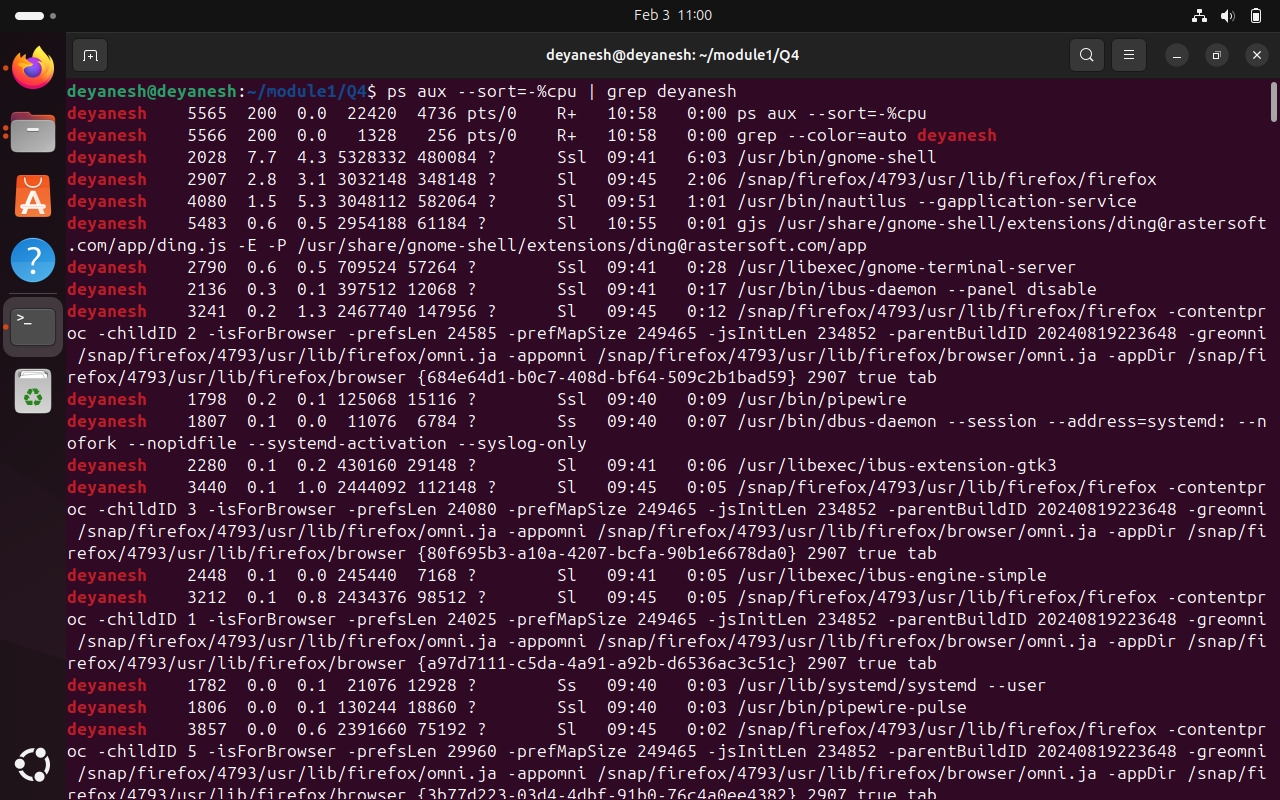 Feb 3 11:00
deyanesh@deyanesh: ~/module1/Q4
deyanesh@deyanesh:~/module1/Q4$ ps aux --sort=-%cpu | grep deyanesh
deyanesh    5565  200  0.0  22420  4736 pts/0    R+   10:58   0:00 ps aux --sort=-%cpu
deyanesh    5566  200  0.0   1328   256 pts/0    R+   10:58   0:00 grep --color=auto deyanesh
deyanesh    2028  7.7  4.3 5328332 480084 ?      Ssl  09:41   6:03 /usr/bin/gnome-shell
deyanesh    2907  2.8  3.1 3032148 348148 ?      Sl   09:45   2:06 /snap/firefox/4793/usr/lib/firefox/firefox
deyanesh    4080  1.5  5.3 3048112 582064 ?      Sl   09:51   1:01 /usr/bin/nautilus --gapplication-service
deyanesh    5483  0.6  0.5 2954188 61184 ?       Sl   10:55   0:01 gjs /usr/share/gnome-shell/extensions/ding@rastersoft
.com/app/ding.js -E -P /usr/share/gnome-shell/extensions/ding@rastersoft.com/app
deyanesh    2790  0.6  0.5 709524 57264 ?        Ssl  09:41   0:28 /usr/libexec/gnome-terminal-server
deyanesh    2136  0.3  0.1 397512 12068 ?        Ssl  09:41   0:17 /usr/bin/ibus-daemon --panel disable
deyanesh    3241  0.2  1.3 2467740 147956 ?      Sl   09:45   0:12 /snap/firefox/4793/usr/lib/firefox/firefox -contentpr
oc -childID 2 -isForBrowser -prefsLen 24585 -prefMapSize 249465 -jsInitLen 234852 -parentBuildID 20240819223648 -greomni
/snap/firefox/4793/usr/lib/firefox/omni.ja -appomni /snap/firefox/4793/usr/lib/firefox/browser/omni.ja -appDir /snap/fi
refox/4793/usr/lib/firefox/browser {684e64d1-b0c7-408d-bf64-509c2b1bad59} 2907 true tab
deyanesh    1798  0.2  0.1 125068 15116 ?        Ssl  09:40   0:09 /usr/bin/pipewire
deyanesh    1807  0.1  0.0  11076  6784 ?        Ss   09:40   0:07 /usr/bin/dbus-daemon --session --address=systemd: --n
ofork --nopidfile --systemd-activation --syslog-only
deyanesh    2280  0.1  0.2 430160 29148 ?        Sl   09:41   0:06 /usr/libexec/ibus-extension-gtk3
deyanesh    3440  0.1  1.0 2444092 112148 ?      Sl   09:45   0:05 /snap/firefox/4793/usr/lib/firefox/firefox -contentpr
oc -childID 3 -isForBrowser -prefsLen 24080 -prefMapSize 249465 -jsInitLen 234852 -parentBuildID 20240819223648 -greomni
/snap/firefox/4793/usr/lib/firefox/omni.ja -appomni /snap/firefox/4793/usr/lib/firefox/browser/omni.ja -appDir /snap/fi
refox/4793/usr/lib/firefox/browser {80f695b3-a10a-4207-bcfa-90b1e6678da0} 2907 true tab
deyanesh    2448  0.1  0.0 245440  7168 ?        Sl   09:41   0:05 /usr/libexec/ibus-engine-simple
deyanesh    3212  0.1  0.8 2434376 98512 ?       Sl   09:45   0:05 /snap/firefox/4793/usr/lib/firefox/firefox -contentpr
oc -childID 1 -isForBrowser -prefsLen 24025 -prefMapSize 249465 -jsInitLen 234852 -parentBuildID 20240819223648 -greomni
/snap/firefox/4793/usr/lib/firefox/omni.ja -appomni /snap/firefox/4793/usr/lib/firefox/browser/omni.ja -appDir /snap/fi
refox/4793/usr/lib/firefox/browser {a97d7111-c5da-4a91-a92b-d6536ac3c51c} 2907 true tab
deyanesh    1782  0.0  0.1  21076 12928 ?        Ss   09:40   0:03 /usr/lib/systemd/systemd --user
deyanesh    1806  0.0  0.1 130244 18860 ?        Ssl  09:40   0:03 /usr/bin/pipewire-pulse
deyanesh    3857  0.0  0.6 2391660 75192 ?       Sl   09:45   0:02 /snap/firefox/4793/usr/lib/firefox/firefox -contentpr
oc -childID 5 -isForBrowser -prefsLen 29960 -prefMapSize 249465 -jsInitLen 234852 -parentBuildID 20240819223648 -greomni
/snap/firefox/4793/usr/lib/firefox/omni.ja -appomni /snap/firefox/4793/usr/lib/firefox/browser/omni.ja -appDir /snap/fi
refox/4793/usr/lib/firefox/browser {3b77d223-03d4-4dbf-91b0-76c4a0ee4382} 2907 true tab